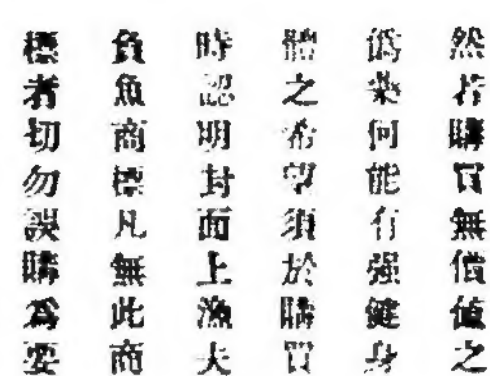 然若購買無價值之
僞藥何能有强健身
體之希望須於購買
時認明封面上漁夫
負魚商標凡無此商
標者切勿誤購爲要